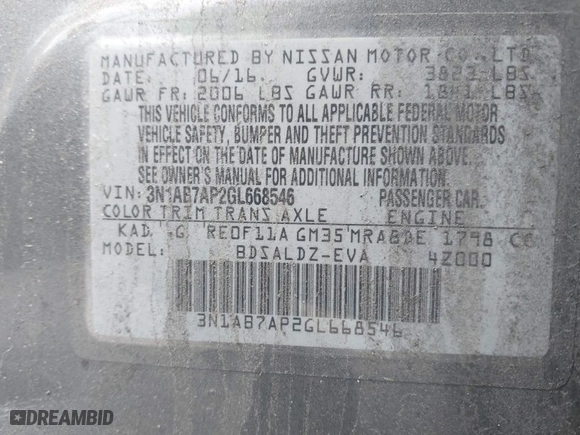 MANUFACTURED BY NISSAN MOTOR CO., LTD.
DATE: 06/16 GVWR: 3823 LBS
GAWR FR: 2006 LBS GAWR RR: 1841 LBS
THIS VEHICLE CONFORMS TO ALL APPLICABLE FEDERAL MOTOR
VEHICLE SAFETY, BUMPER AND THEFT PREVENTION STANDARDS
IN EFFECT ON THE DATE OF MANUFACTURE SHOWN ABOVE.
SEE OWNER'S MANUAL FOR ADDITIONAL INFORMATION.
VIN: 3N1AB7AP2GL668546 PASSENGER CAR
COLOR TRIM TRANS AXLE ENGINE
KAD G RE0F11A GM35 MRA8DE 1798 CC
MODEL: BDSALDZ-EVA 4Z000
3N1AB7AP2GL668546
DREAMBID